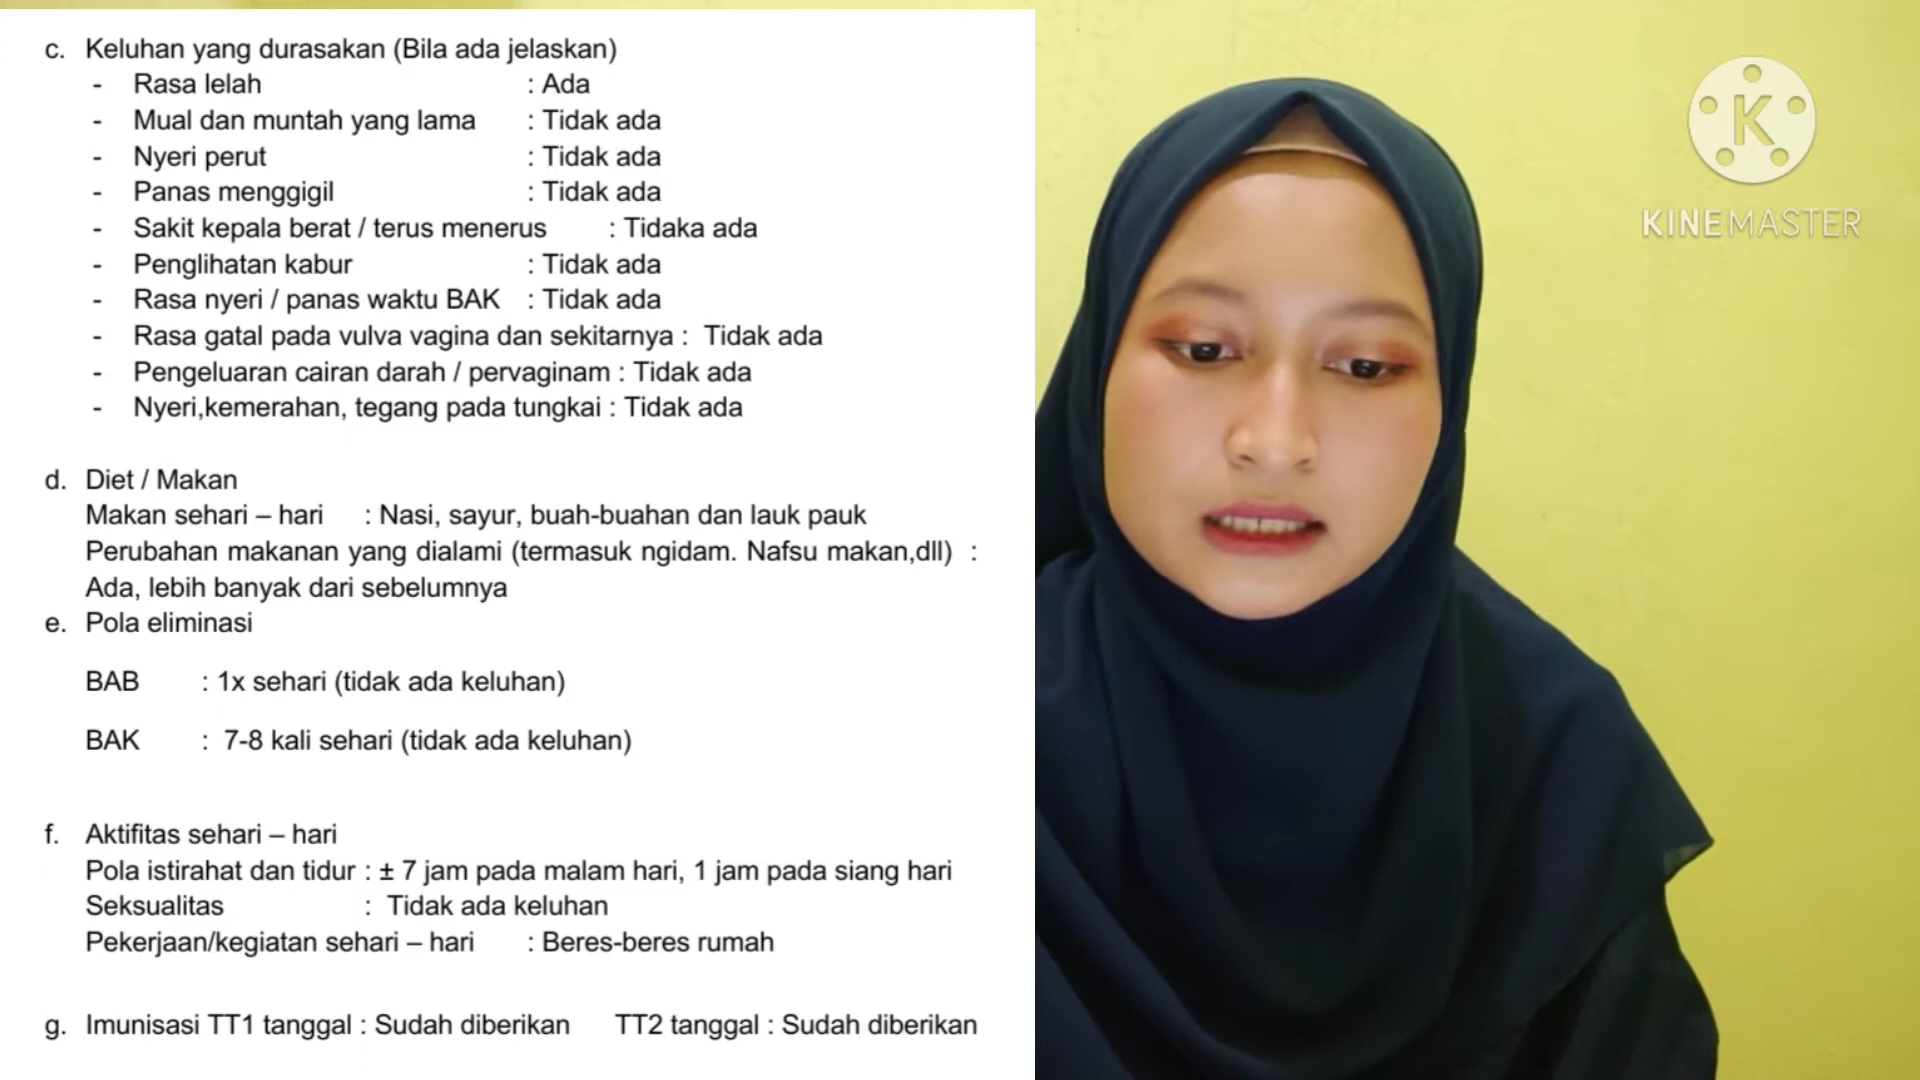 c. Keluhan yang durasakan (Bila ada jelaskan)
- Rasa lelah : Ada
- Mual dan muntah yang lama : Tidak ada
- Nyeri perut : Tidak ada
- Panas menggigil : Tidak ada
- Sakit kepala berat / terus menerus : Tidaka ada
- Penglihatan kabur : Tidak ada
- Rasa nyeri / panas waktu BAK : Tidak ada
- Rasa gatal pada vulva vagina dan sekitarnya : Tidak ada
- Pengeluaran cairan darah / pervaginam : Tidak ada
- Nyeri,kemerahan, tegang pada tungkai : Tidak ada
d. Diet / Makan
Makan sehari – hari : Nasi, sayur, buah-buahan dan lauk pauk
Perubahan makanan yang dialami (termasuk ngidam. Nafsu makan,dll) :
Ada, lebih banyak dari sebelumnya
e. Pola eliminasi
BAB : 1x sehari (tidak ada keluhan)
BAK : 7-8 kali sehari (tidak ada keluhan)
f. Aktifitas sehari – hari
Pola istirahat dan tidur : ± 7 jam pada malam hari, 1 jam pada siang hari
Seksualitas : Tidak ada keluhan
Pekerjaan/kegiatan sehari – hari : Beres-beres rumah
g. Imunisasi TT1 tanggal : Sudah diberikan TT2 tanggal : Sudah diberikan
K
KINEMASTER